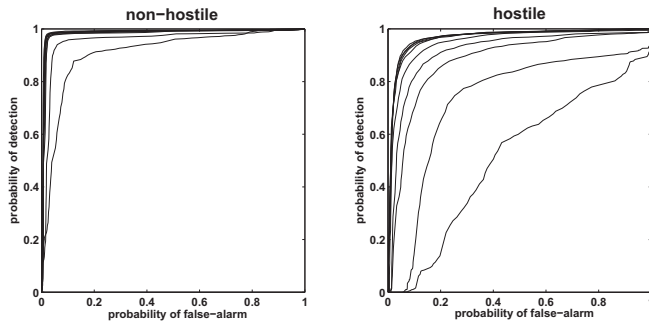 non-hostile
1
0.8
0.6
0.4
0.2
0
probability of detection
0 0.2 0.4 0.6 0.8 1
probability of false-alarm
hostile
1
0.8
0.6
0.4
0.2
0
probability of detection
0 0.2 0.4 0.6 0.8 1
probability of false-alarm